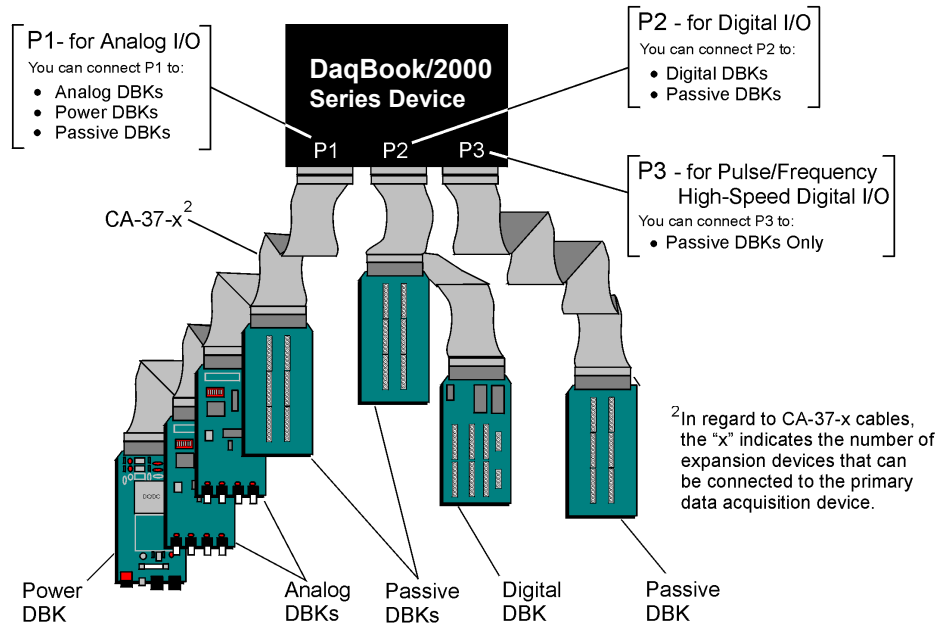 P1- for Analog I/O
You can connect P1 to:
• Analog DBKs
• Power DBKs
• Passive DBKs
DaqBook/2000
Series Device
P1 P2 P3
P2 - for Digital I/O
You can connect P2 to:
• Digital DBKs
• Passive DBKs
P3 - for Pulse/Frequency
High-Speed Digital I/O
You can connect P3 to:
• Passive DBKs Only
CA-37-x2
2In regard to CA-37-x cables,
the “x” indicates the number of
expansion devices that can
be connected to the primary
data acquisition device.
DCDC
Power
DBK
Analog
DBKs
Passive
DBKs
Digital
DBK
Passive
DBK